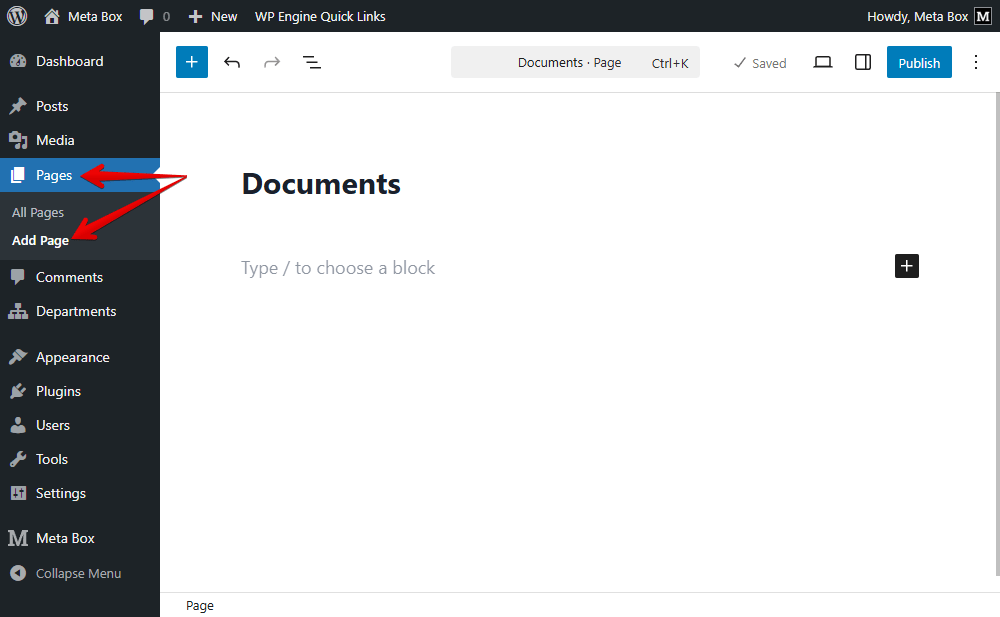 Meta Box 0 New WP Engine Quick Links Howdy, Meta Box M
Documents · Page Ctrl+K Saved Publish
Dashboard
Posts
Media
Pages
All Pages
Add Page
Comments
Departments
Appearance
Plugins
Users
Tools
Settings
M Meta Box
Collapse Menu
Documents
Type / to choose a block
Page